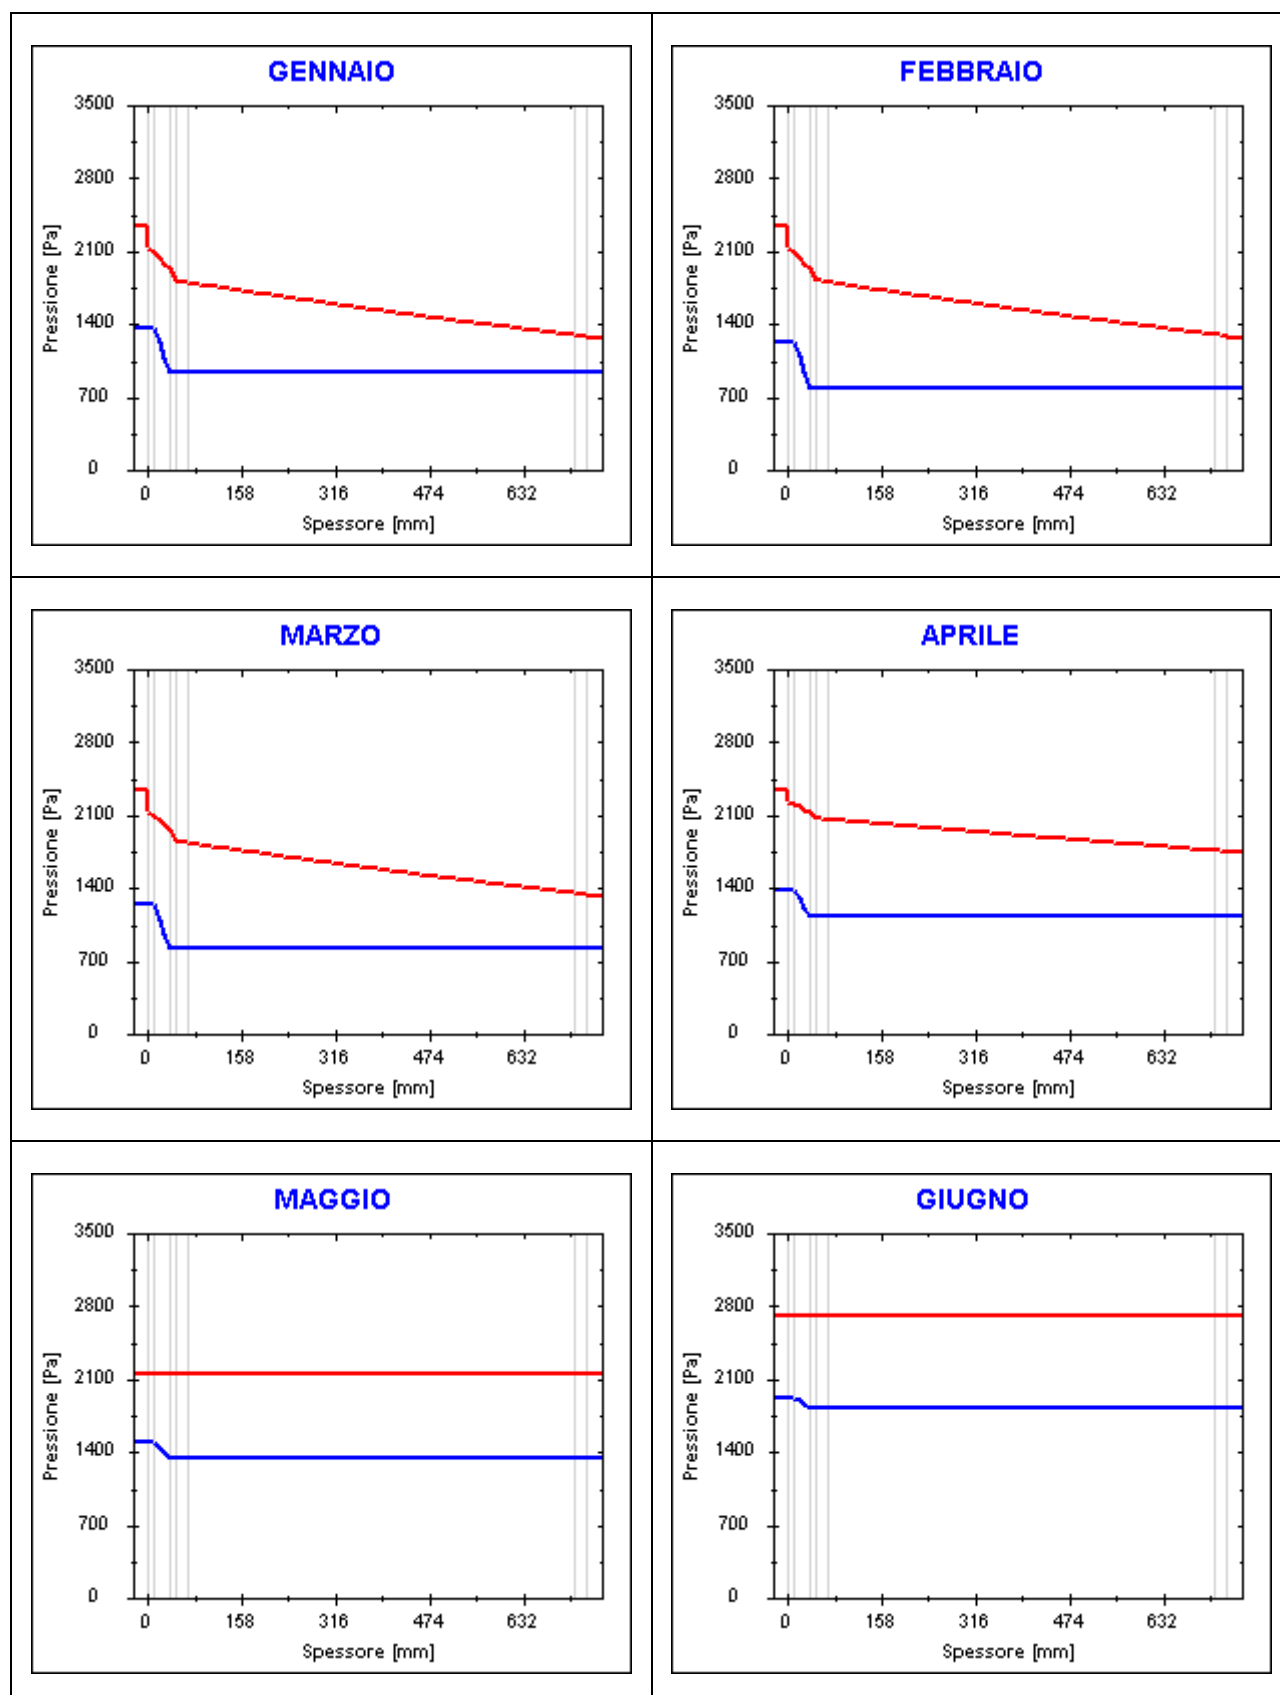 GENNAIO
3500
2800
2100
1400
700
0
Pressione [Pa]
0 158 316 474 632
Spessore [mm]
FEBBRAIO
3500
2800
2100
1400
700
0
Pressione [Pa]
0 158 316 474 632
Spessore [mm]
MARZO
3500
2800
2100
1400
700
0
Pressione [Pa]
0 158 316 474 632
Spessore [mm]
APRILE
3500
2800
2100
1400
700
0
Pressione [Pa]
0 158 316 474 632
Spessore [mm]
MAGGIO
3500
2800
2100
1400
700
0
Pressione [Pa]
0 158 316 474 632
Spessore [mm]
GIUGNO
3500
2800
2100
1400
700
0
Pressione [Pa]
0 158 316 474 632
Spessore [mm]